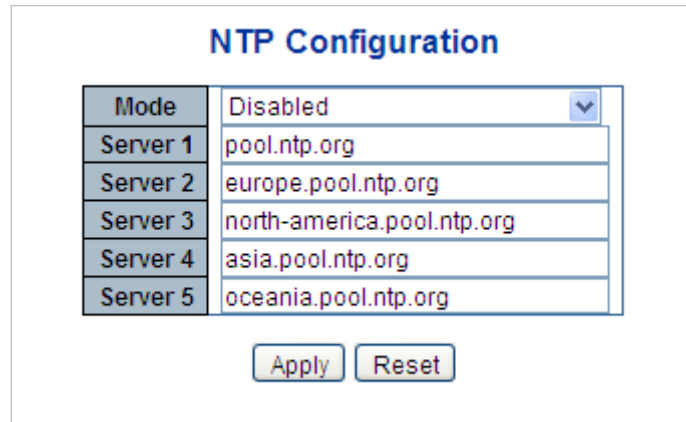 NTP Configuration
Mode Disabled
Server 1 pool.ntp.org
Server 2 europe.pool.ntp.org
Server 3 north-america.pool.ntp.org
Server 4 asia.pool.ntp.org
Server 5 oceania.pool.ntp.org
Apply Reset